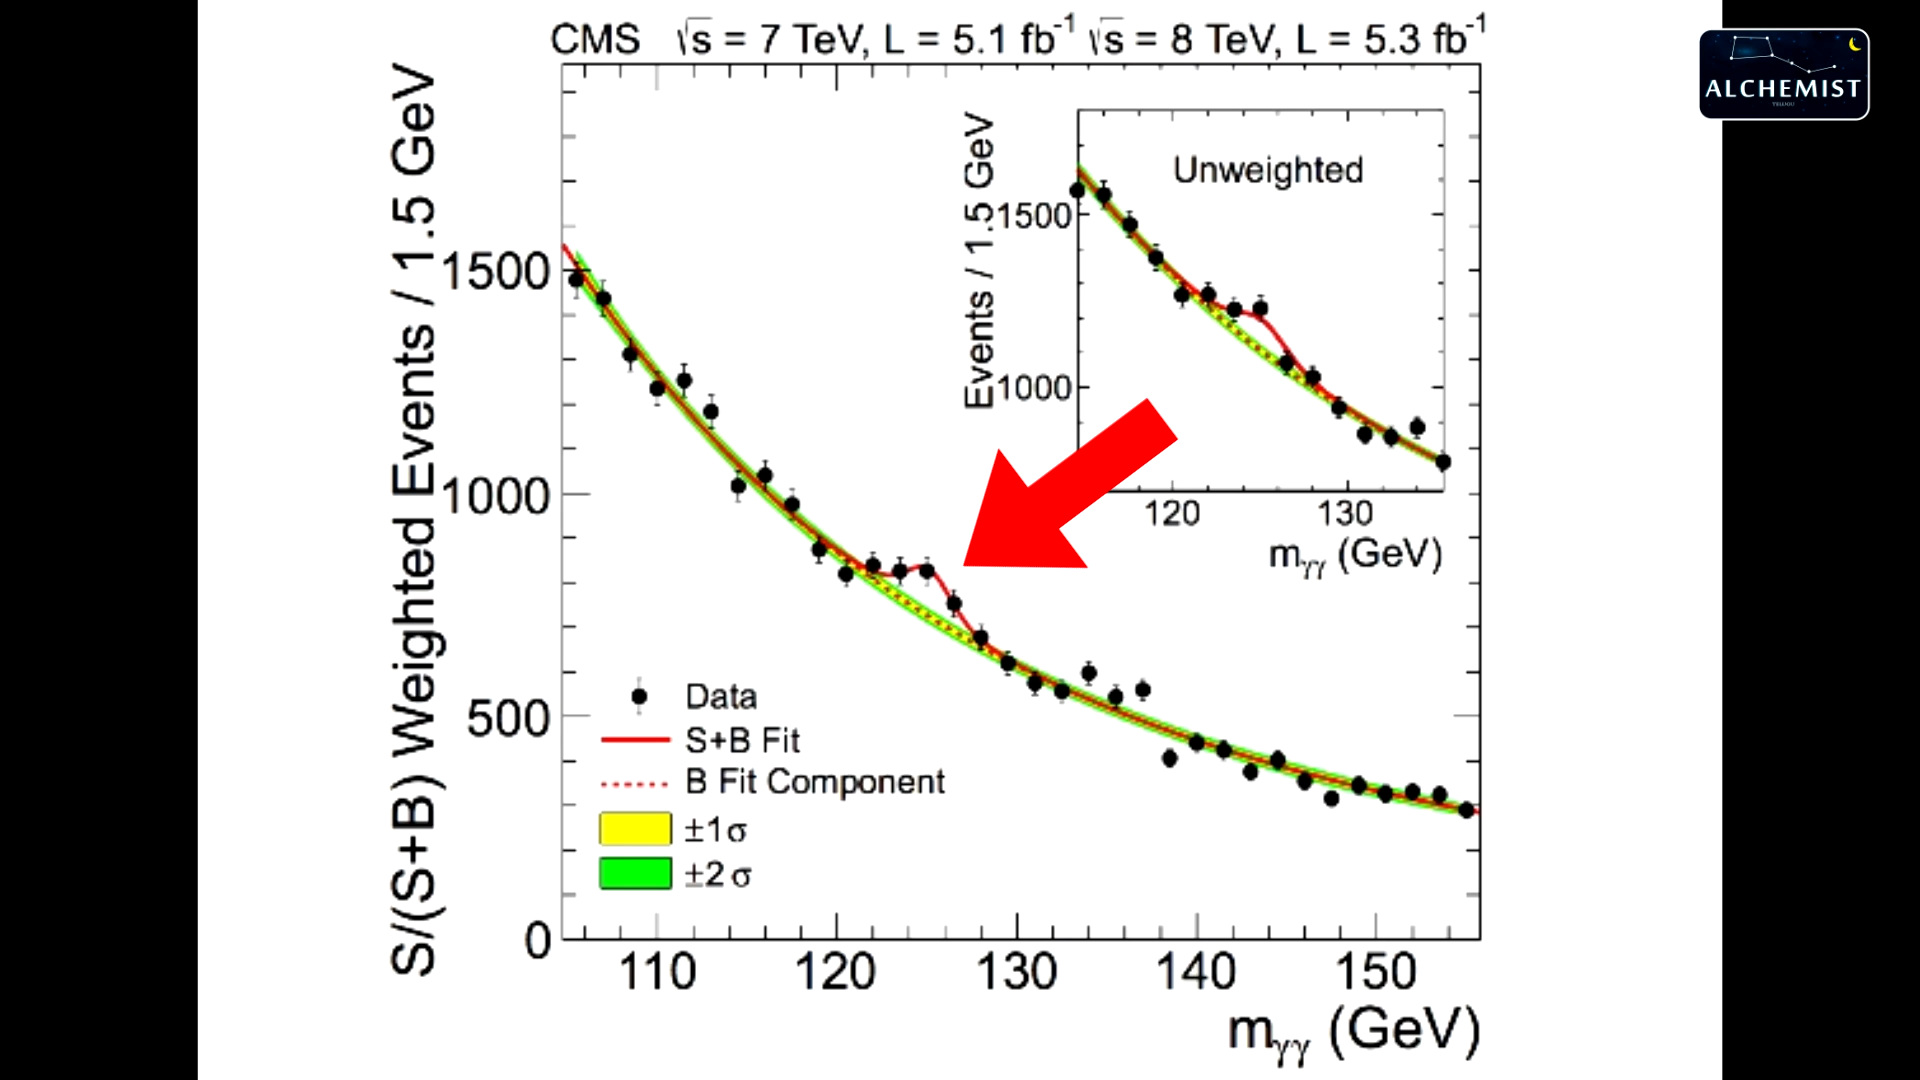 CMS √s = 7 TeV, L = 5.1 fb⁻¹ √s = 8 TeV, L = 5.3 fb⁻¹
ALCHEMIST
TELUGU
S/(S+B) Weighted Events / 1.5 GeV
1500
1000
500
0
110 120 130 140 150
mγγ (GeV)
Data
S+B Fit
B Fit Component
±1σ
±2σ
Unweighted
Events / 1.5 GeV
1500
1000
120 130
mγγ (GeV)